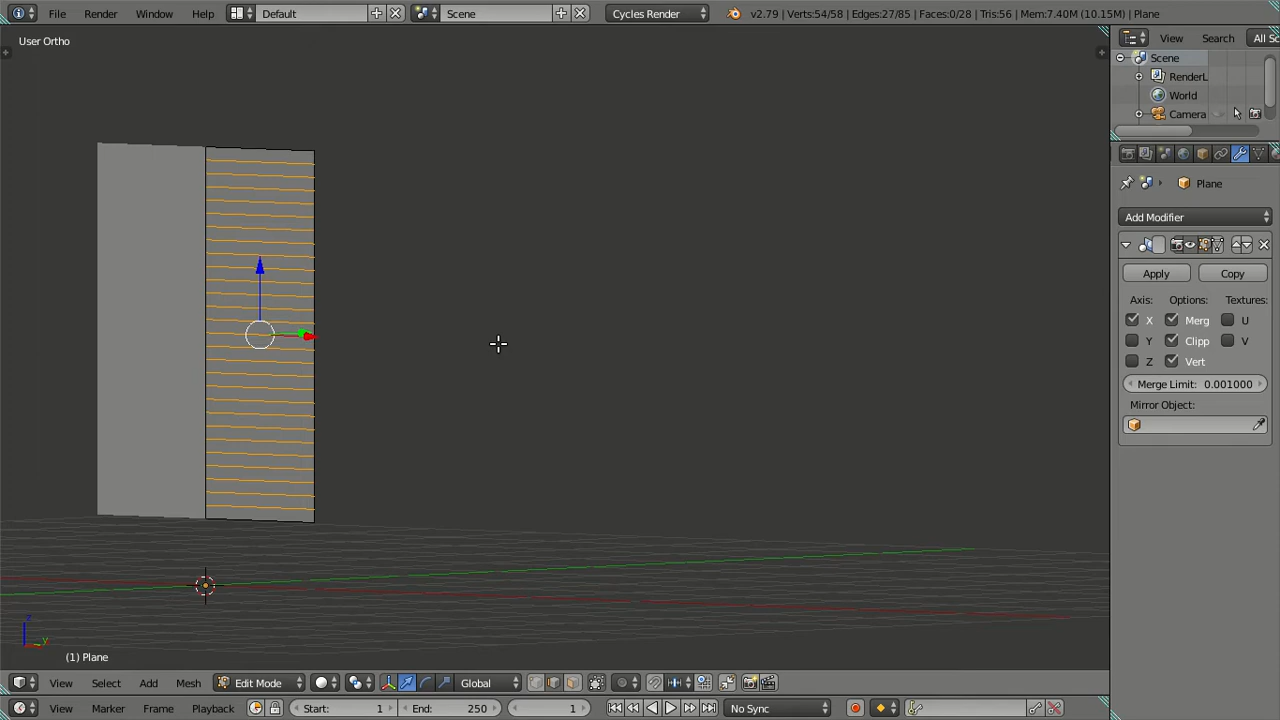 File Render Window Help Default Scene Cycles Render v2.79 | Verts:54/58 | Edges:27/85 | Faces:0/28 | Tris:56 | Mem:7.40M (10.15M) | Plane
User Ortho
View Search All Sc
Scene
RenderL
World
Camera
Plane
Add Modifier
Apply Copy
Axis: Options: Textures:
X Merg U
Y Clipp V
Z Vert
Merge Limit: 0.001000
Mirror Object:
z
y
(1) Plane
View Select Add Mesh Edit Mode Global
View Marker Frame Playback Start: 1 End: 250 1 No Sync